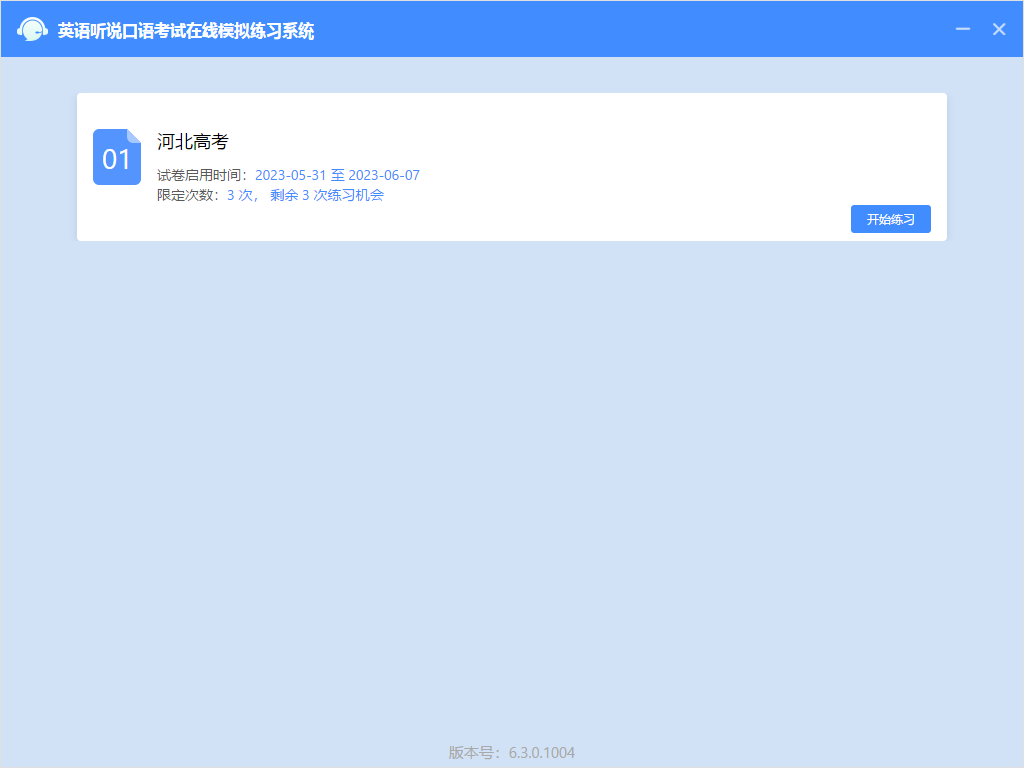 英语听说口语考试在线模拟练习系统
01
河北高考
试卷启用时间：2023-05-31 至 2023-06-07
限定次数：3 次， 剩余 3 次练习机会
开始练习
版本号：6.3.0.1004